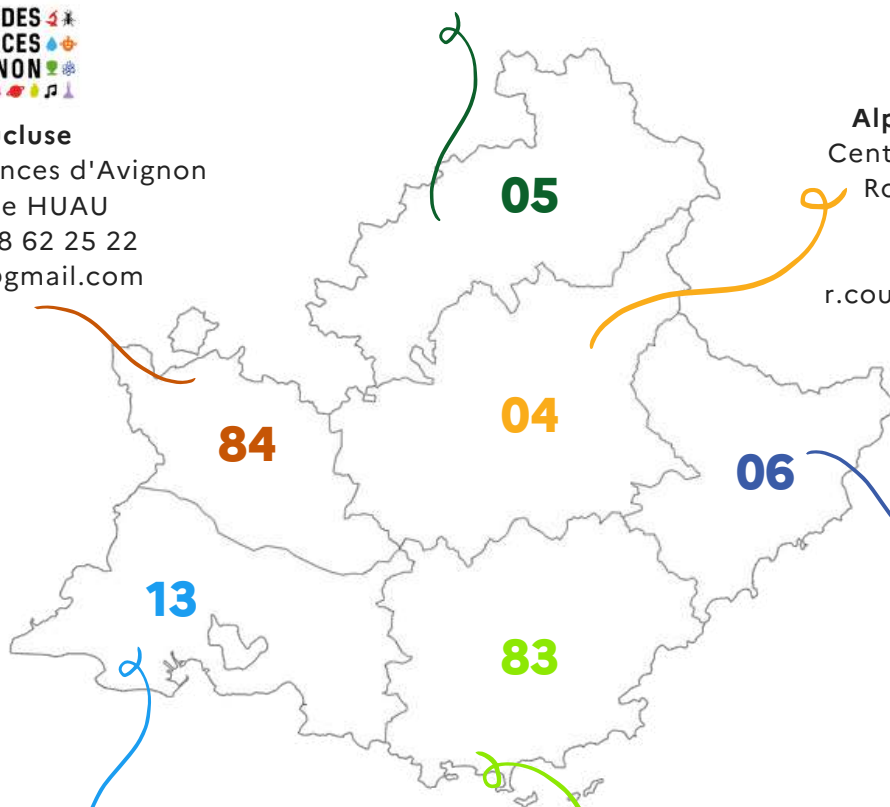 DES
CES
NON
cluse
nces d'Avignon
e HUAU
8 62 25 22
@gmail.com
Alp
Cent
Ro
r.cou
05
04
84
06
13
83